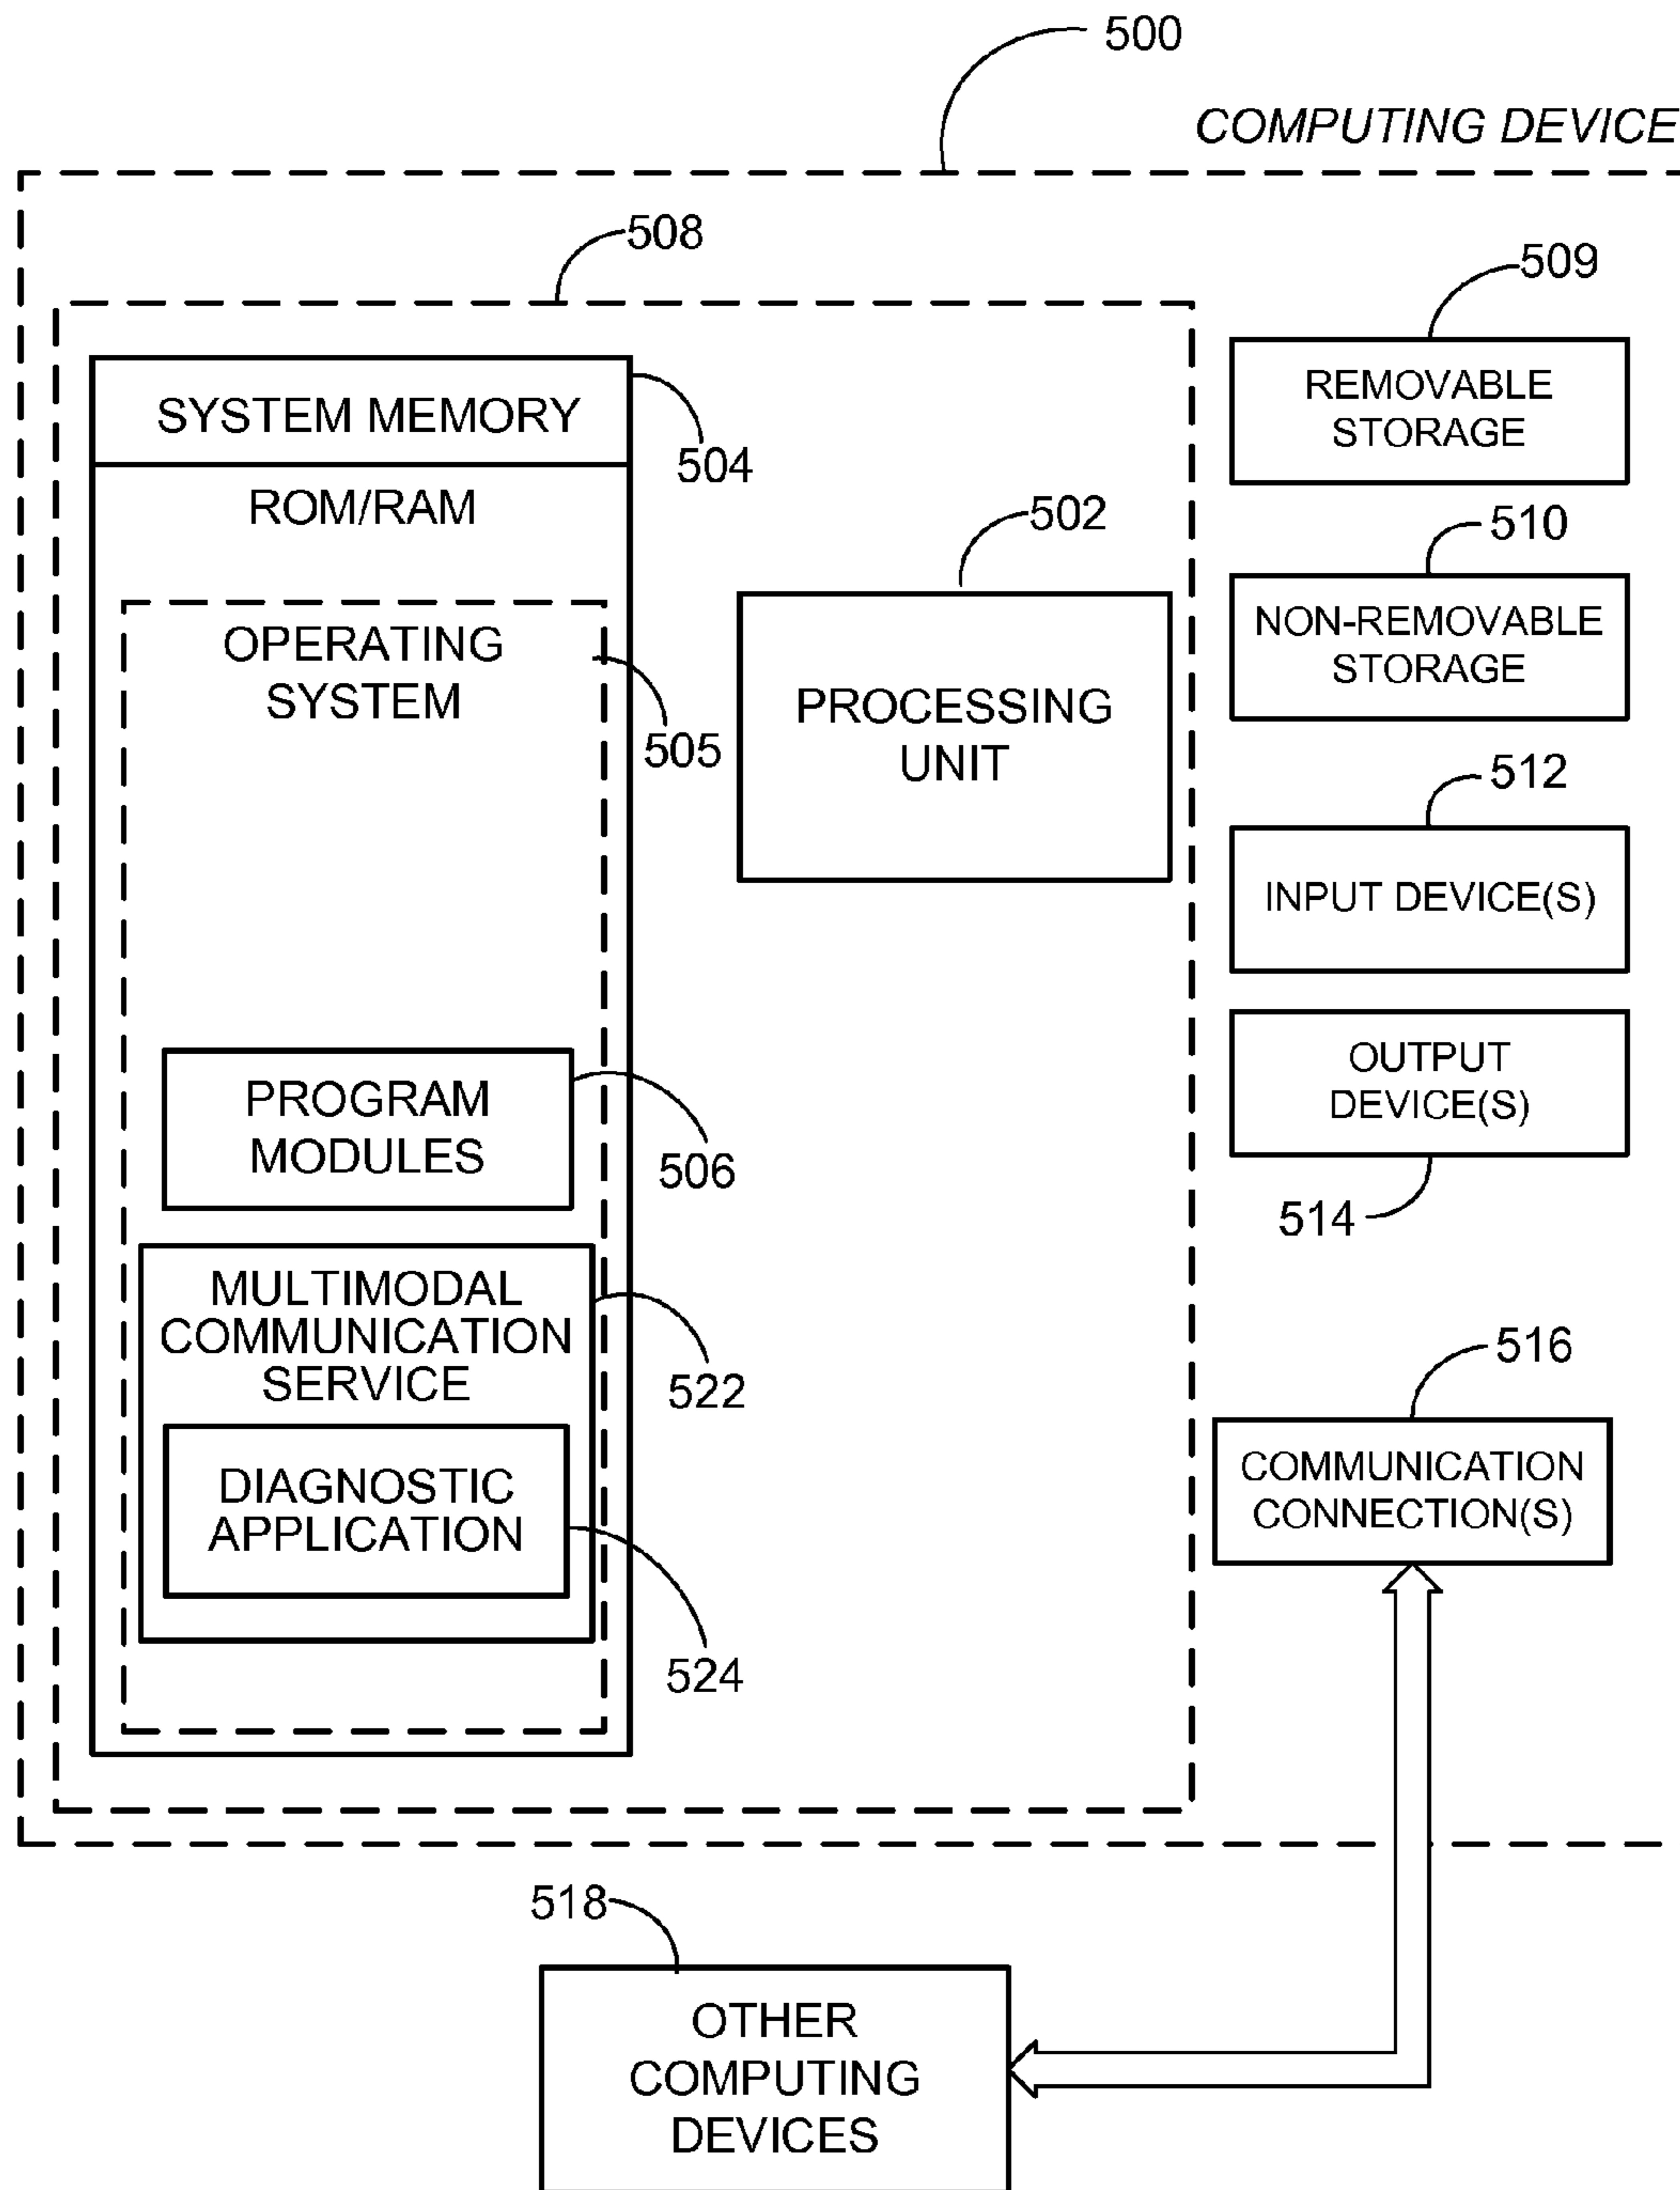 500
COMPUTING DEVICE
508
509
SYSTEM MEMORY
504
REMOVABLE
STORAGE
ROM/RAM
502
510
OPERATING
SYSTEM
505
PROCESSING
UNIT
NON-REMOVABLE
STORAGE
512
INPUT DEVICE(S)
PROGRAM
MODULES
506
OUTPUT
DEVICE(S)
514
MULTIMODAL
COMMUNICATION
SERVICE
522
516
DIAGNOSTIC
APPLICATION
524
COMMUNICATION
CONNECTION(S)
518
OTHER
COMPUTING
DEVICES